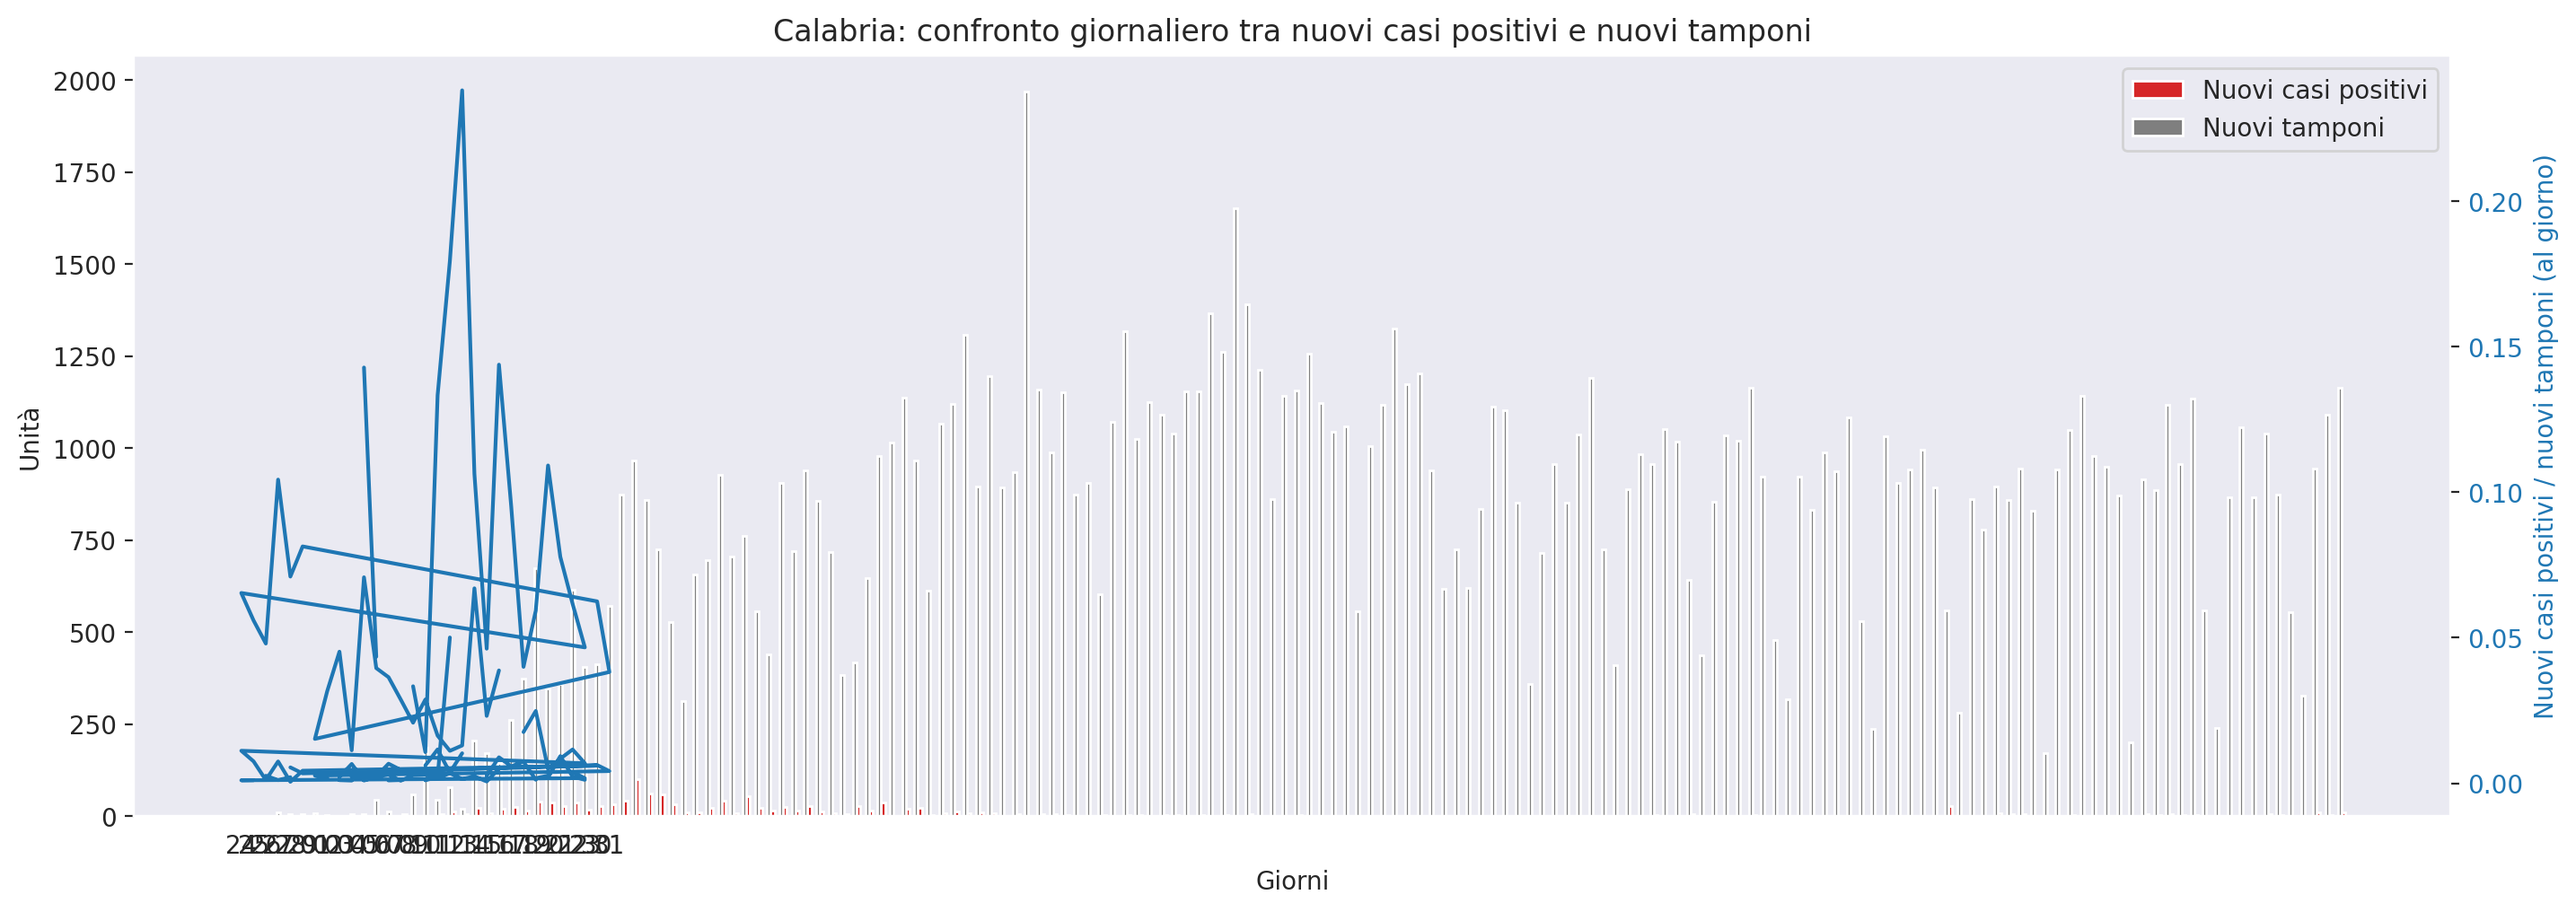 Calabria: confronto giornaliero tra nuovi casi positivi e nuovi tamponi
Nuovi casi positivi
Nuovi tamponi
2000
1750
1500
1250
1000
750
500
250
0
Unità
0.20
0.15
0.10
0.05
0.00
Nuovi casi positivi / nuovi tamponi (al giorno)
Giorni